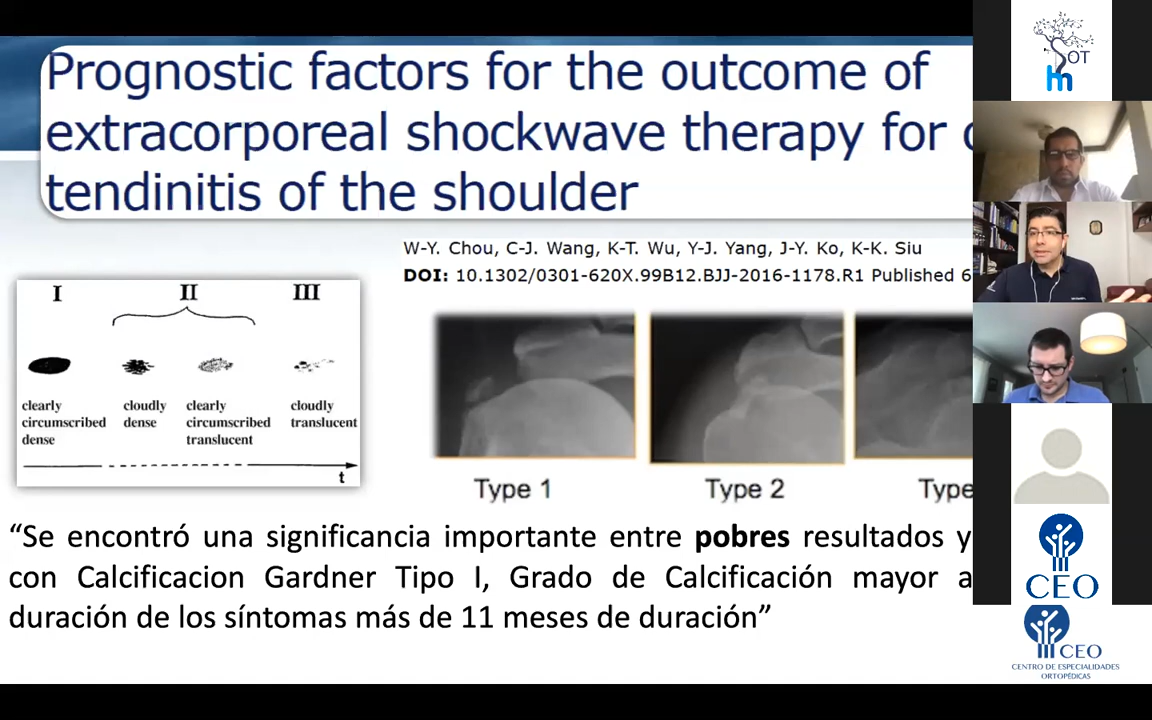 Prognostic factors for the outcome of
extracorporeal shockwave therapy for
tendinitis of the shoulder
W-Y. Chou, C-J. Wang, K-T. Wu, Y-J. Yang, J-Y. Ko, K-K. Siu
DOI: 10.1302/0301-620X.99B12.BJJ-2016-1178.R1 Published 6
I II III
clearly circumscribed dense
cloudly dense
clearly circumscribed translucent
cloudly translucent
t
Type 1
Type 2
Type
“Se encontró una significancia importante entre pobres resultados y
con Calcificacion Gardner Tipo I, Grado de Calcificación mayor a
duración de los síntomas más de 11 meses de duración”
SOT
hm
CEO
CEO
CENTRO DE ESPECIALIDADES
ORTOPÉDICAS